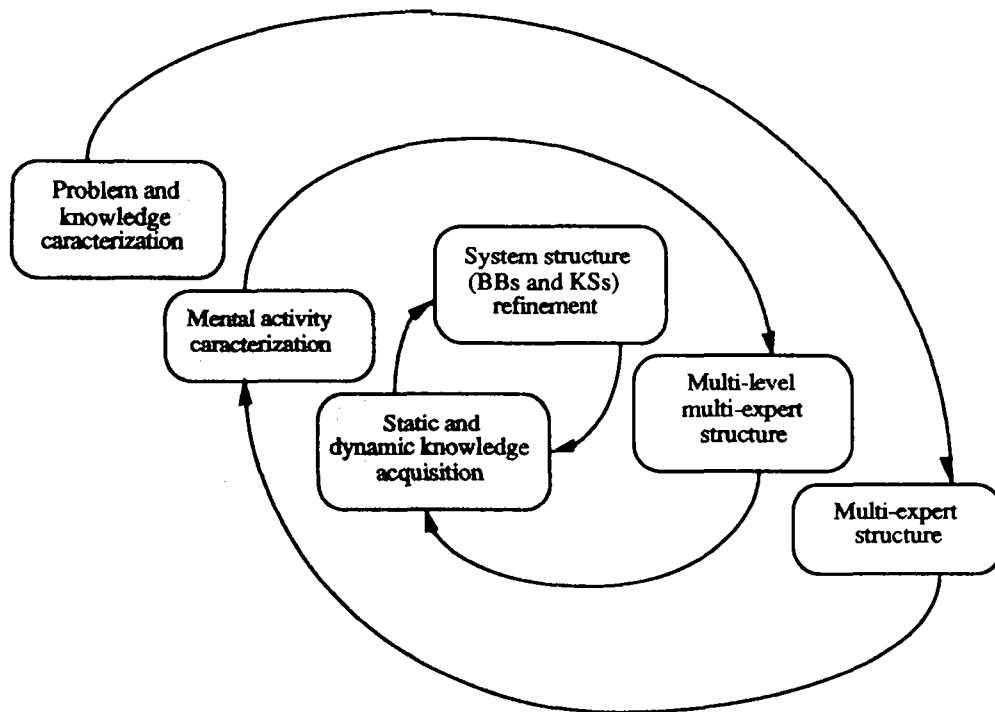 Problem and
knowledge
caracterization
System structure
(BBs and KSs)
refinement
Mental activity
caracterization
Multi-level
multi-expert
structure
Static and
dynamic knowledge
acquisition
Multi-expert
structure